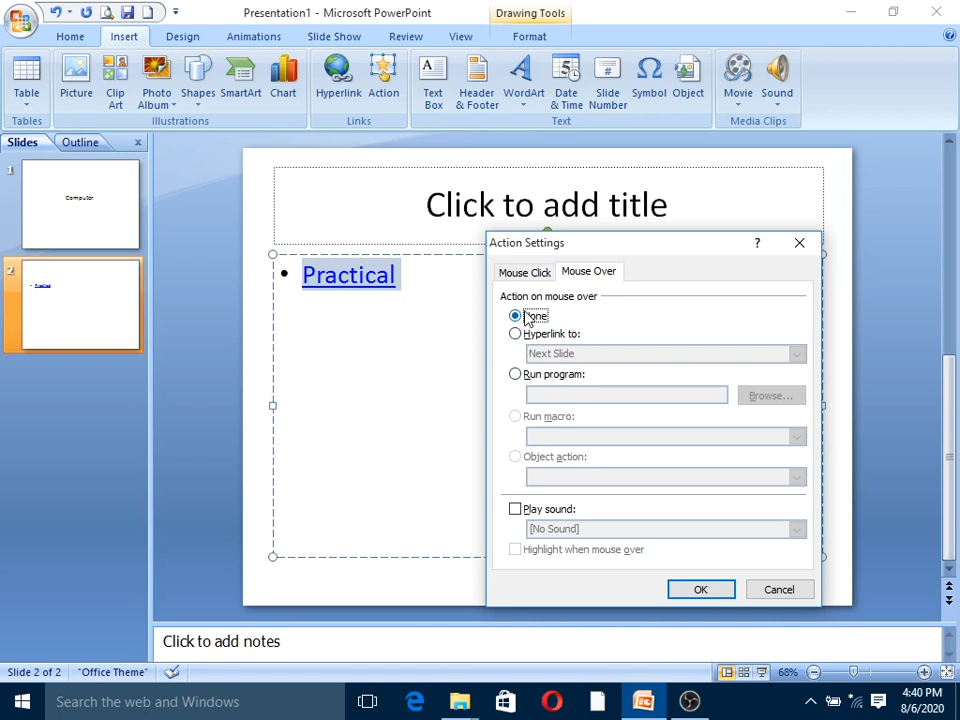 Presentation1 - Microsoft PowerPoint
Drawing Tools
Home Insert Design Animations Slide Show Review View Format
Table Picture Clip Art Photo Album Shapes SmartArt Chart Hyperlink Action Text Box Header & Footer WordArt Date & Time Slide Number Symbol Object Movie Sound
Tables Illustrations Links Text Media Clips
Slides Outline
1
Computer
2
Practical
Click to add title
• Practical
Action Settings
Mouse Click Mouse Over
Action on mouse over
None
Hyperlink to:
Next Slide
Run program:
Browse...
Run macro:
Object action:
Play sound:
[No Sound]
Highlight when mouse over
OK Cancel
Click to add notes
Slide 2 of 2 "Office Theme" 68%
Search the web and Windows
4:40 PM
8/6/2020